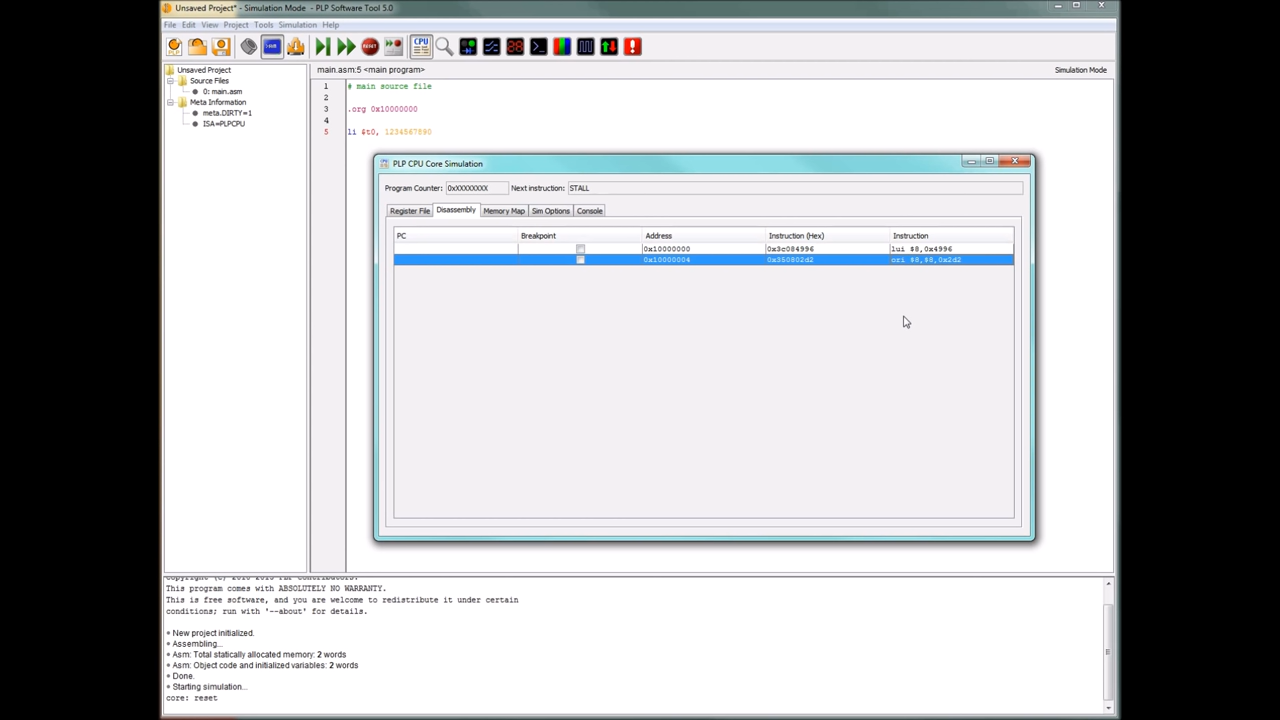 Unsaved Project* - Simulation Mode - PLP Software Tool 5.0
File Edit View Project Tools Simulation Help
PLP
LIVE
RESET
CPU
Unsaved Project
Source Files
0: main.asm
Meta Information
meta.DIRTY=1
ISA=PLPCPU
main.asm:5 <main program>
Simulation Mode
1 # main source file
2
3 .org 0x10000000
4
5 li $t0, 1234567890
PLP CPU Core Simulation
Program Counter: 0xXXXXXXXX Next instruction: STALL
Register File Disassembly Memory Map Sim Options Console
PC Breakpoint Address Instruction (Hex) Instruction
0x10000000 0x3c084996 lui $8,0x4996
0x10000004 0x350802d2 ori $8,$8,0x2d2
This program comes with ABSOLUTELY NO WARRANTY.
This is free software, and you are welcome to redistribute it under certain
conditions; run with '--about' for details.
New project initialized.
Assembling...
Asm: Total statically allocated memory: 2 words
Asm: Object code and initialized variables: 2 words
Done.
Starting simulation...
core: reset